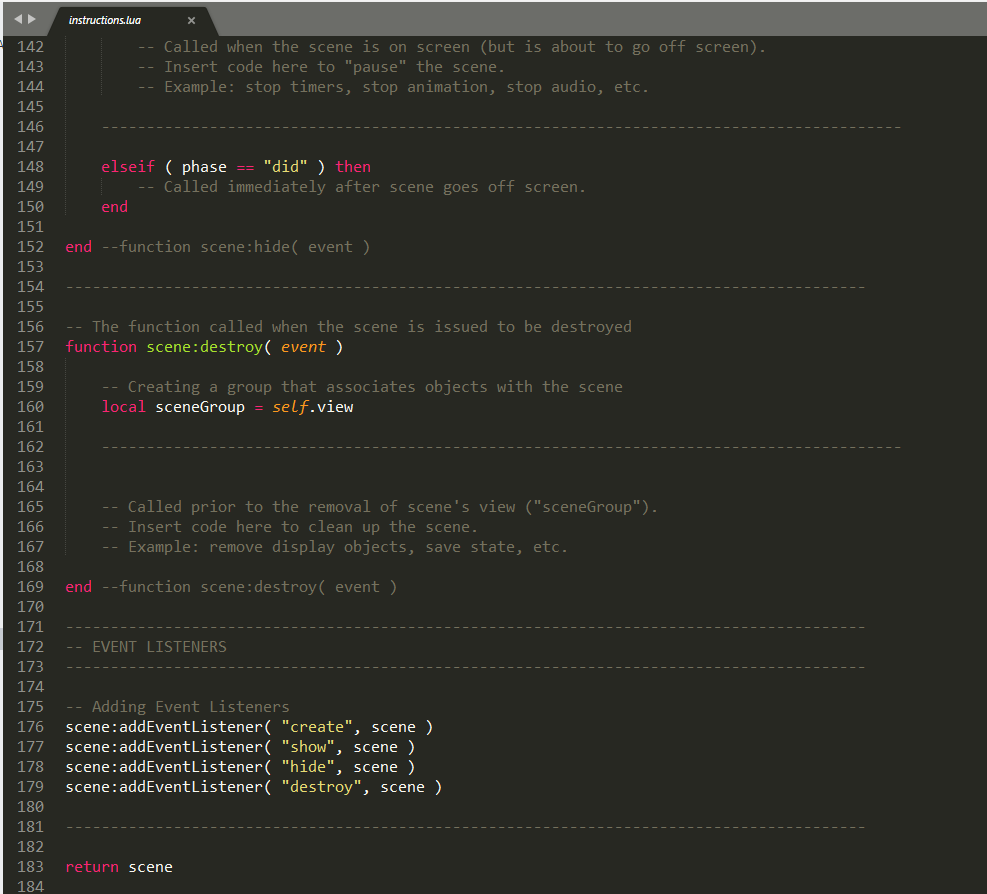 instructions.lua ×
142 -- Called when the scene is on screen (but is about to go off screen).
143 -- Insert code here to "pause" the scene.
144 -- Example: stop timers, stop animation, stop audio, etc.
145
146 -----------------------------------------------------------------------------------------
147
148 elseif ( phase == "did" ) then
149 -- Called immediately after scene goes off screen.
150 end
151
152 end --function scene:hide( event )
153
154 -----------------------------------------------------------------------------------------
155
156 -- The function called when the scene is issued to be destroyed
157 function scene:destroy( event )
158
159 -- Creating a group that associates objects with the scene
160 local sceneGroup = self.view
161
162 -----------------------------------------------------------------------------------------
163
164
165 -- Called prior to the removal of scene's view ("sceneGroup").
166 -- Insert code here to clean up the scene.
167 -- Example: remove display objects, save state, etc.
168
169 end --function scene:destroy( event )
170
171 -----------------------------------------------------------------------------------------
172 -- EVENT LISTENERS
173 -----------------------------------------------------------------------------------------
174
175 -- Adding Event Listeners
176 scene:addEventListener( "create", scene )
177 scene:addEventListener( "show", scene )
178 scene:addEventListener( "hide", scene )
179 scene:addEventListener( "destroy", scene )
180
181 -----------------------------------------------------------------------------------------
182
183 return scene
184